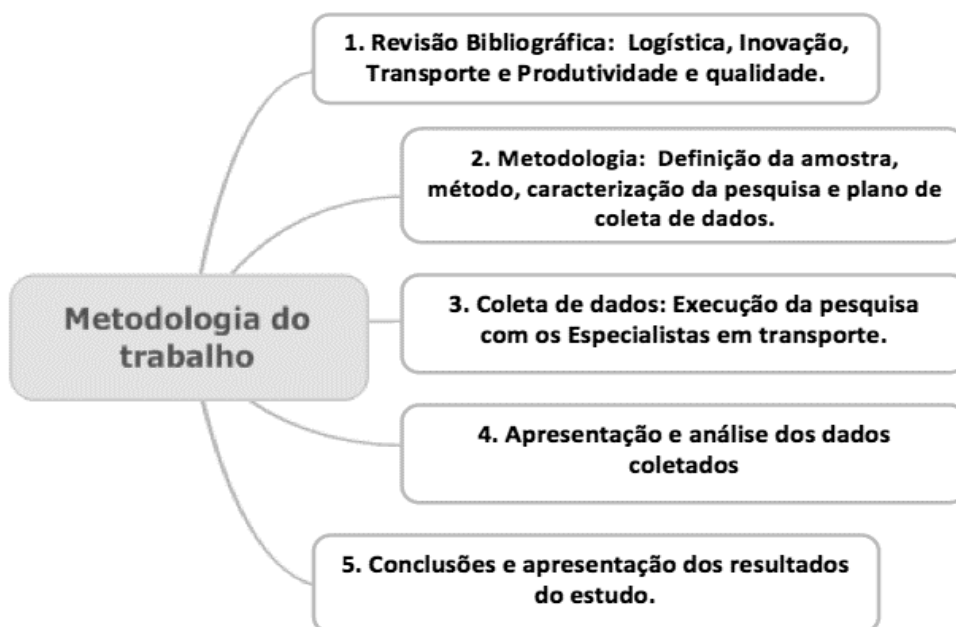 1. Revisão Bibliográfica: Logística, Inovação,
Transporte e Produtividade e qualidade.
2. Metodologia: Definição da amostra,
método, caracterização da pesquisa e plano de
coleta de dados.
Metodologia do
trabalho
3. Coleta de dados: Execução da pesquisa
com os Especialistas em transporte.
4. Apresentação e análise dos dados
coletados
5. Conclusões e apresentação dos resultados
do estudo.